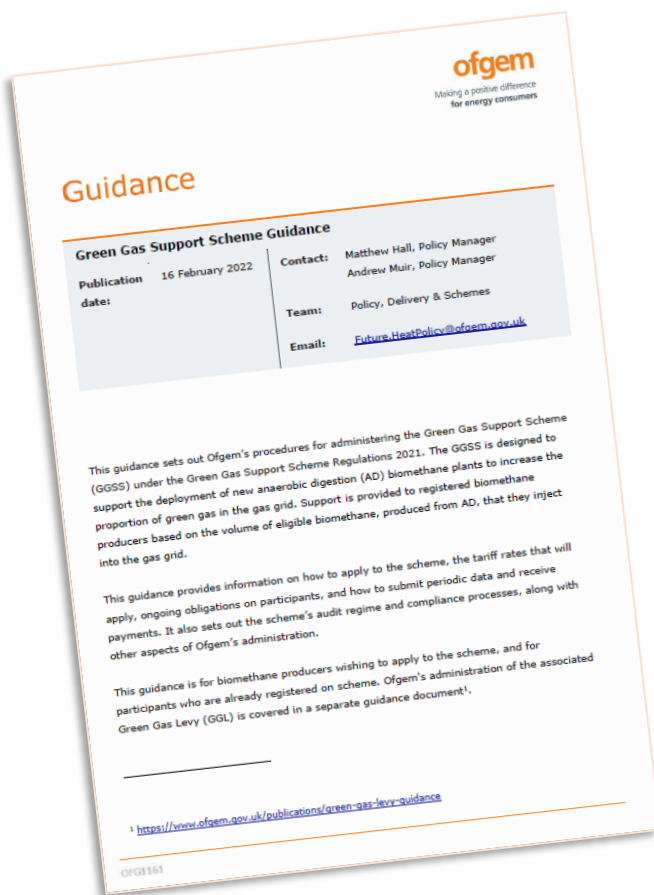 ofgem
Making a positive difference
for energy consumers
Guidance
Green Gas Support Scheme Guidance
Publication date:
16 February 2022
Contact:
Matthew Hall, Policy Manager
Andrew Muir, Policy Manager
Team:
Policy, Delivery & Schemes
Email:
Future.HeatPolicy@ofgem.gov.uk
This guidance sets out Ofgem's procedures for administering the Green Gas Support Scheme
(GGSS) under the Green Gas Support Scheme Regulations 2021. The GGSS is designed to
support the deployment of new anaerobic digestion (AD) biomethane plants to increase the
proportion of green gas in the gas grid. Support is provided to registered biomethane
producers based on the volume of eligible biomethane, produced from AD, that they inject
into the gas grid.
This guidance provides information on how to apply to the scheme, the tariff rates that will
apply, ongoing obligations on participants, and how to submit periodic data and receive
payments. It also sets out the scheme's audit regime and compliance processes, along with
other aspects of Ofgem's administration.
This guidance is for biomethane producers wishing to apply to the scheme, and for
participants who are already registered on scheme. Ofgem's administration of the associated
Green Gas Levy (GGL) is covered in a separate guidance document¹.
¹ https://www.ofgem.gov.uk/publications/green-gas-levy-guidance
OFG1161